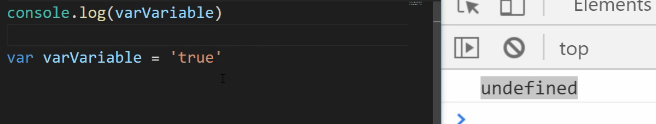 console.log(varVariable)
var varVariable = 'true'
Elements
top
undefined